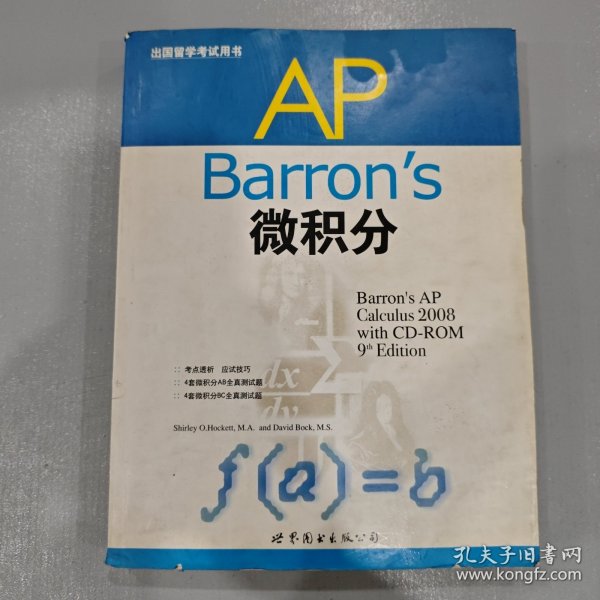 出国留学考试用书
AP
Barron's
微积分
Barron's AP
Calculus 2008
with CD-ROM
9th Edition
:: 考点透析 应试技巧
:: 4套微积分AB全真测试题
:: 4套微积分BC全真测试题
dx
dy
Σ
Shirley O.Hockett, M.A. and David Bock, M.S.
f(a)=b
世界图书出版公司
孔夫子旧书网
www.kongfz.com